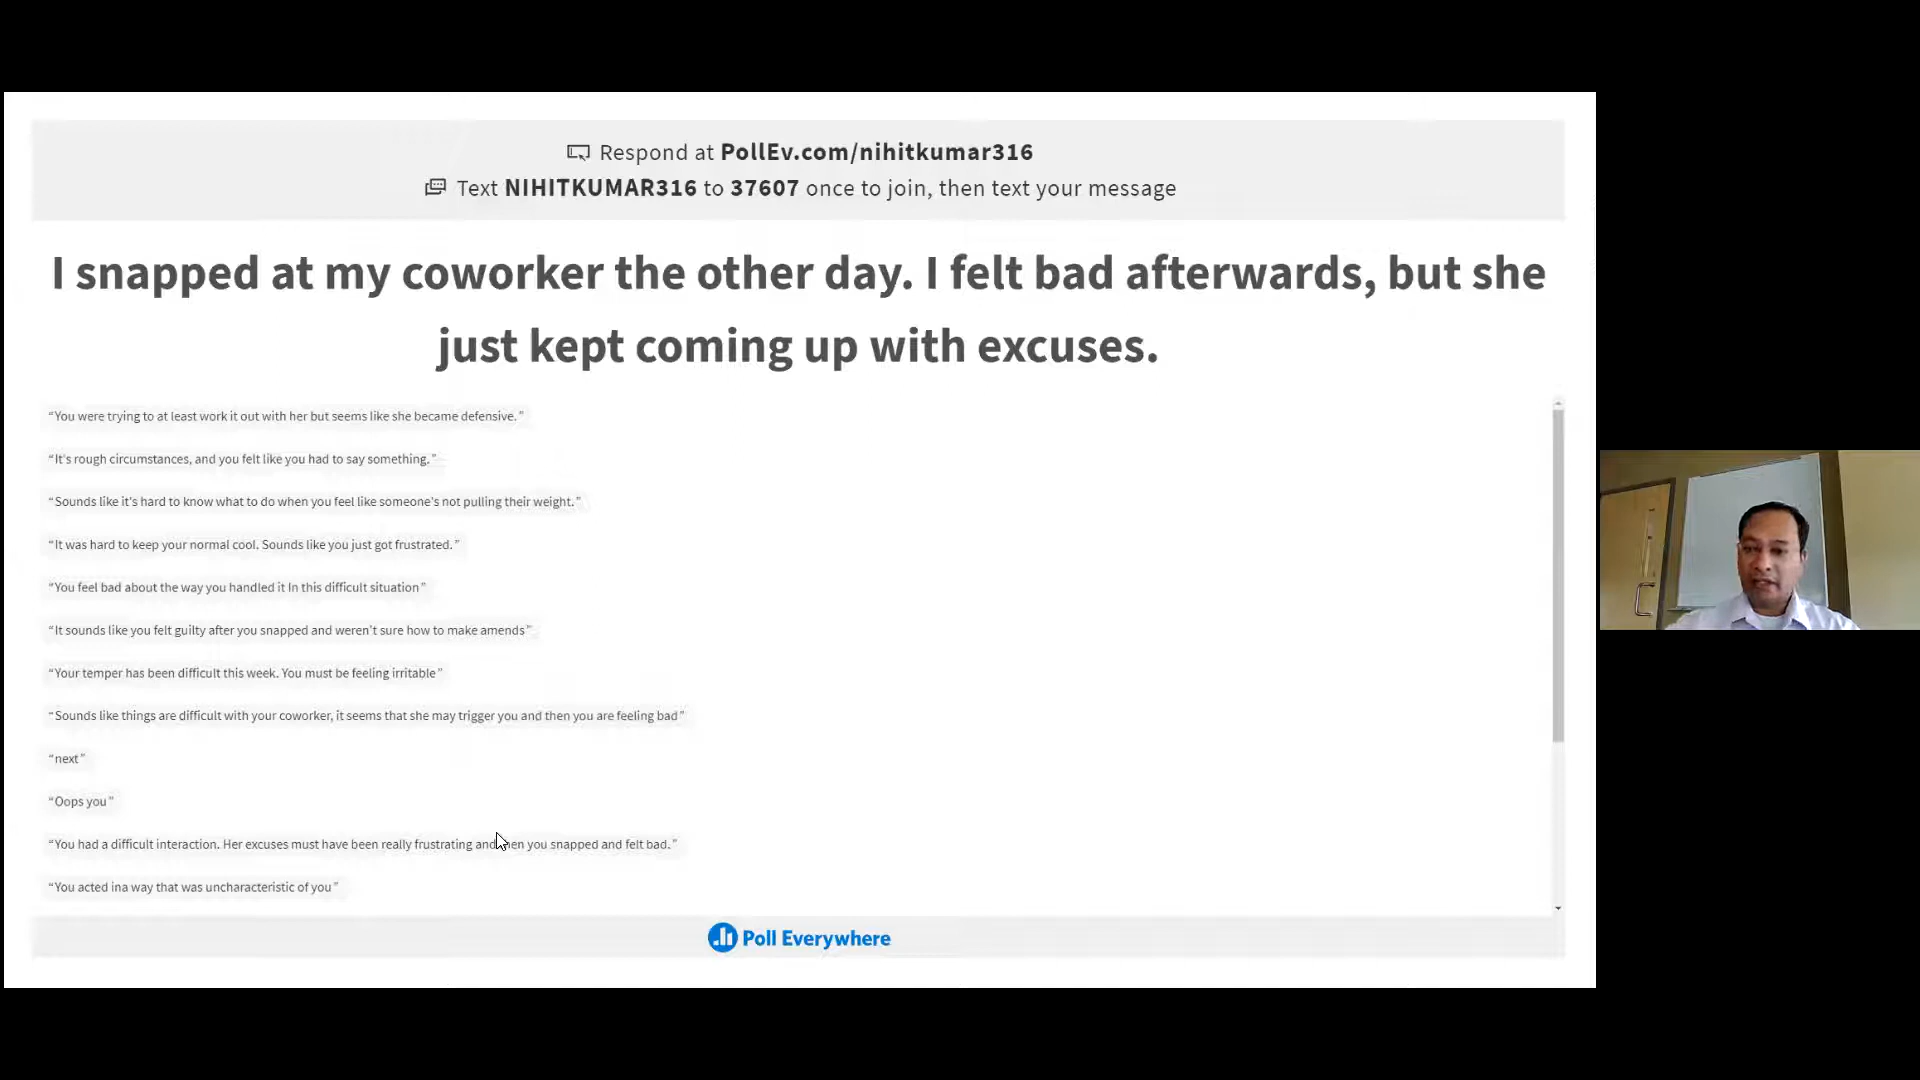 Respond at PollEv.com/nihitkumar316
Text NIHITKUMAR316 to 37607 once to join, then text your message
I snapped at my coworker the other day. I felt bad afterwards, but she
just kept coming up with excuses.
“You were trying to at least work it out with her but seems like she became defensive.”
“It's rough circumstances, and you felt like you had to say something.”
“Sounds like it's hard to know what to do when you feel like someone's not pulling their weight.”
“It was hard to keep your normal cool. Sounds like you just got frustrated.”
“You feel bad about the way you handled it In this difficult situation”
“It sounds like you felt guilty after you snapped and weren't sure how to make amends”
“Your temper has been difficult this week. You must be feeling irritable”
“Sounds like things are difficult with your coworker, it seems that she may trigger you and then you are feeling bad”
“next”
“Oops you”
“You had a difficult interaction. Her excuses must have been really frustrating and then you snapped and felt bad.”
“You acted ina way that was uncharacteristic of you”
Poll Everywhere